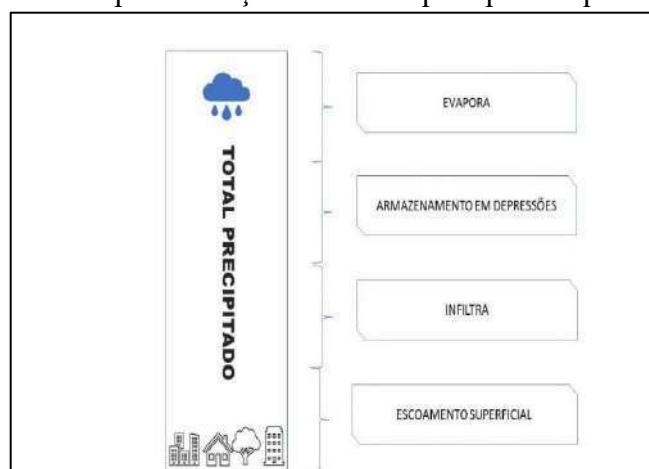 TOTAL PRECIPITADO
EVAPORA
ARMAZENAMENTO EM DEPRESSÕES
INFILTRA
ESCOAMENTO SUPERFICIAL